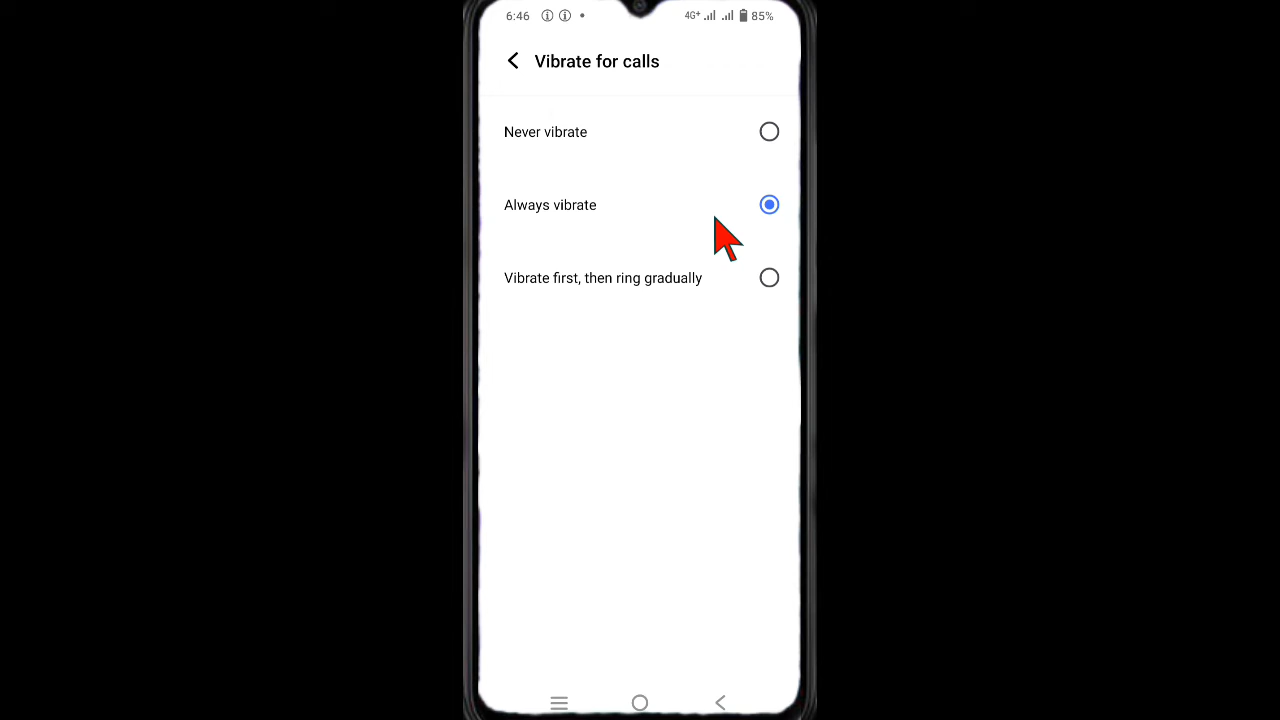 6:46 4G+ 85%
Vibrate for calls
Never vibrate
Always vibrate
Vibrate first, then ring gradually